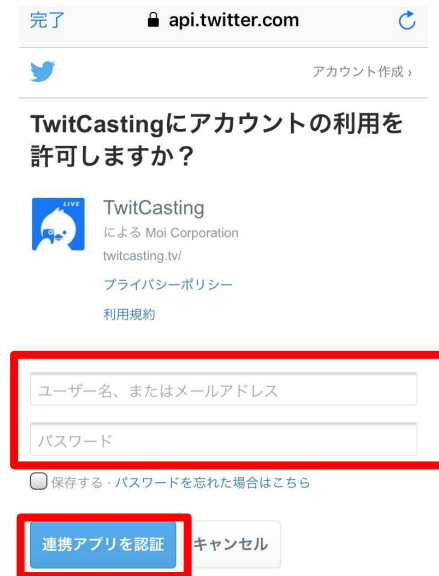 完了
api.twitter.com
アカウント作成 ›
TwitCastingにアカウントの利用を
許可しますか？
LIVE
TwitCasting
による Moi Corporation
twitcasting.tv/
プライバシーポリシー
利用規約
ユーザー名、またはメールアドレス
パスワード
保存する · パスワードを忘れた場合はこちら
連携アプリを認証 キャンセル